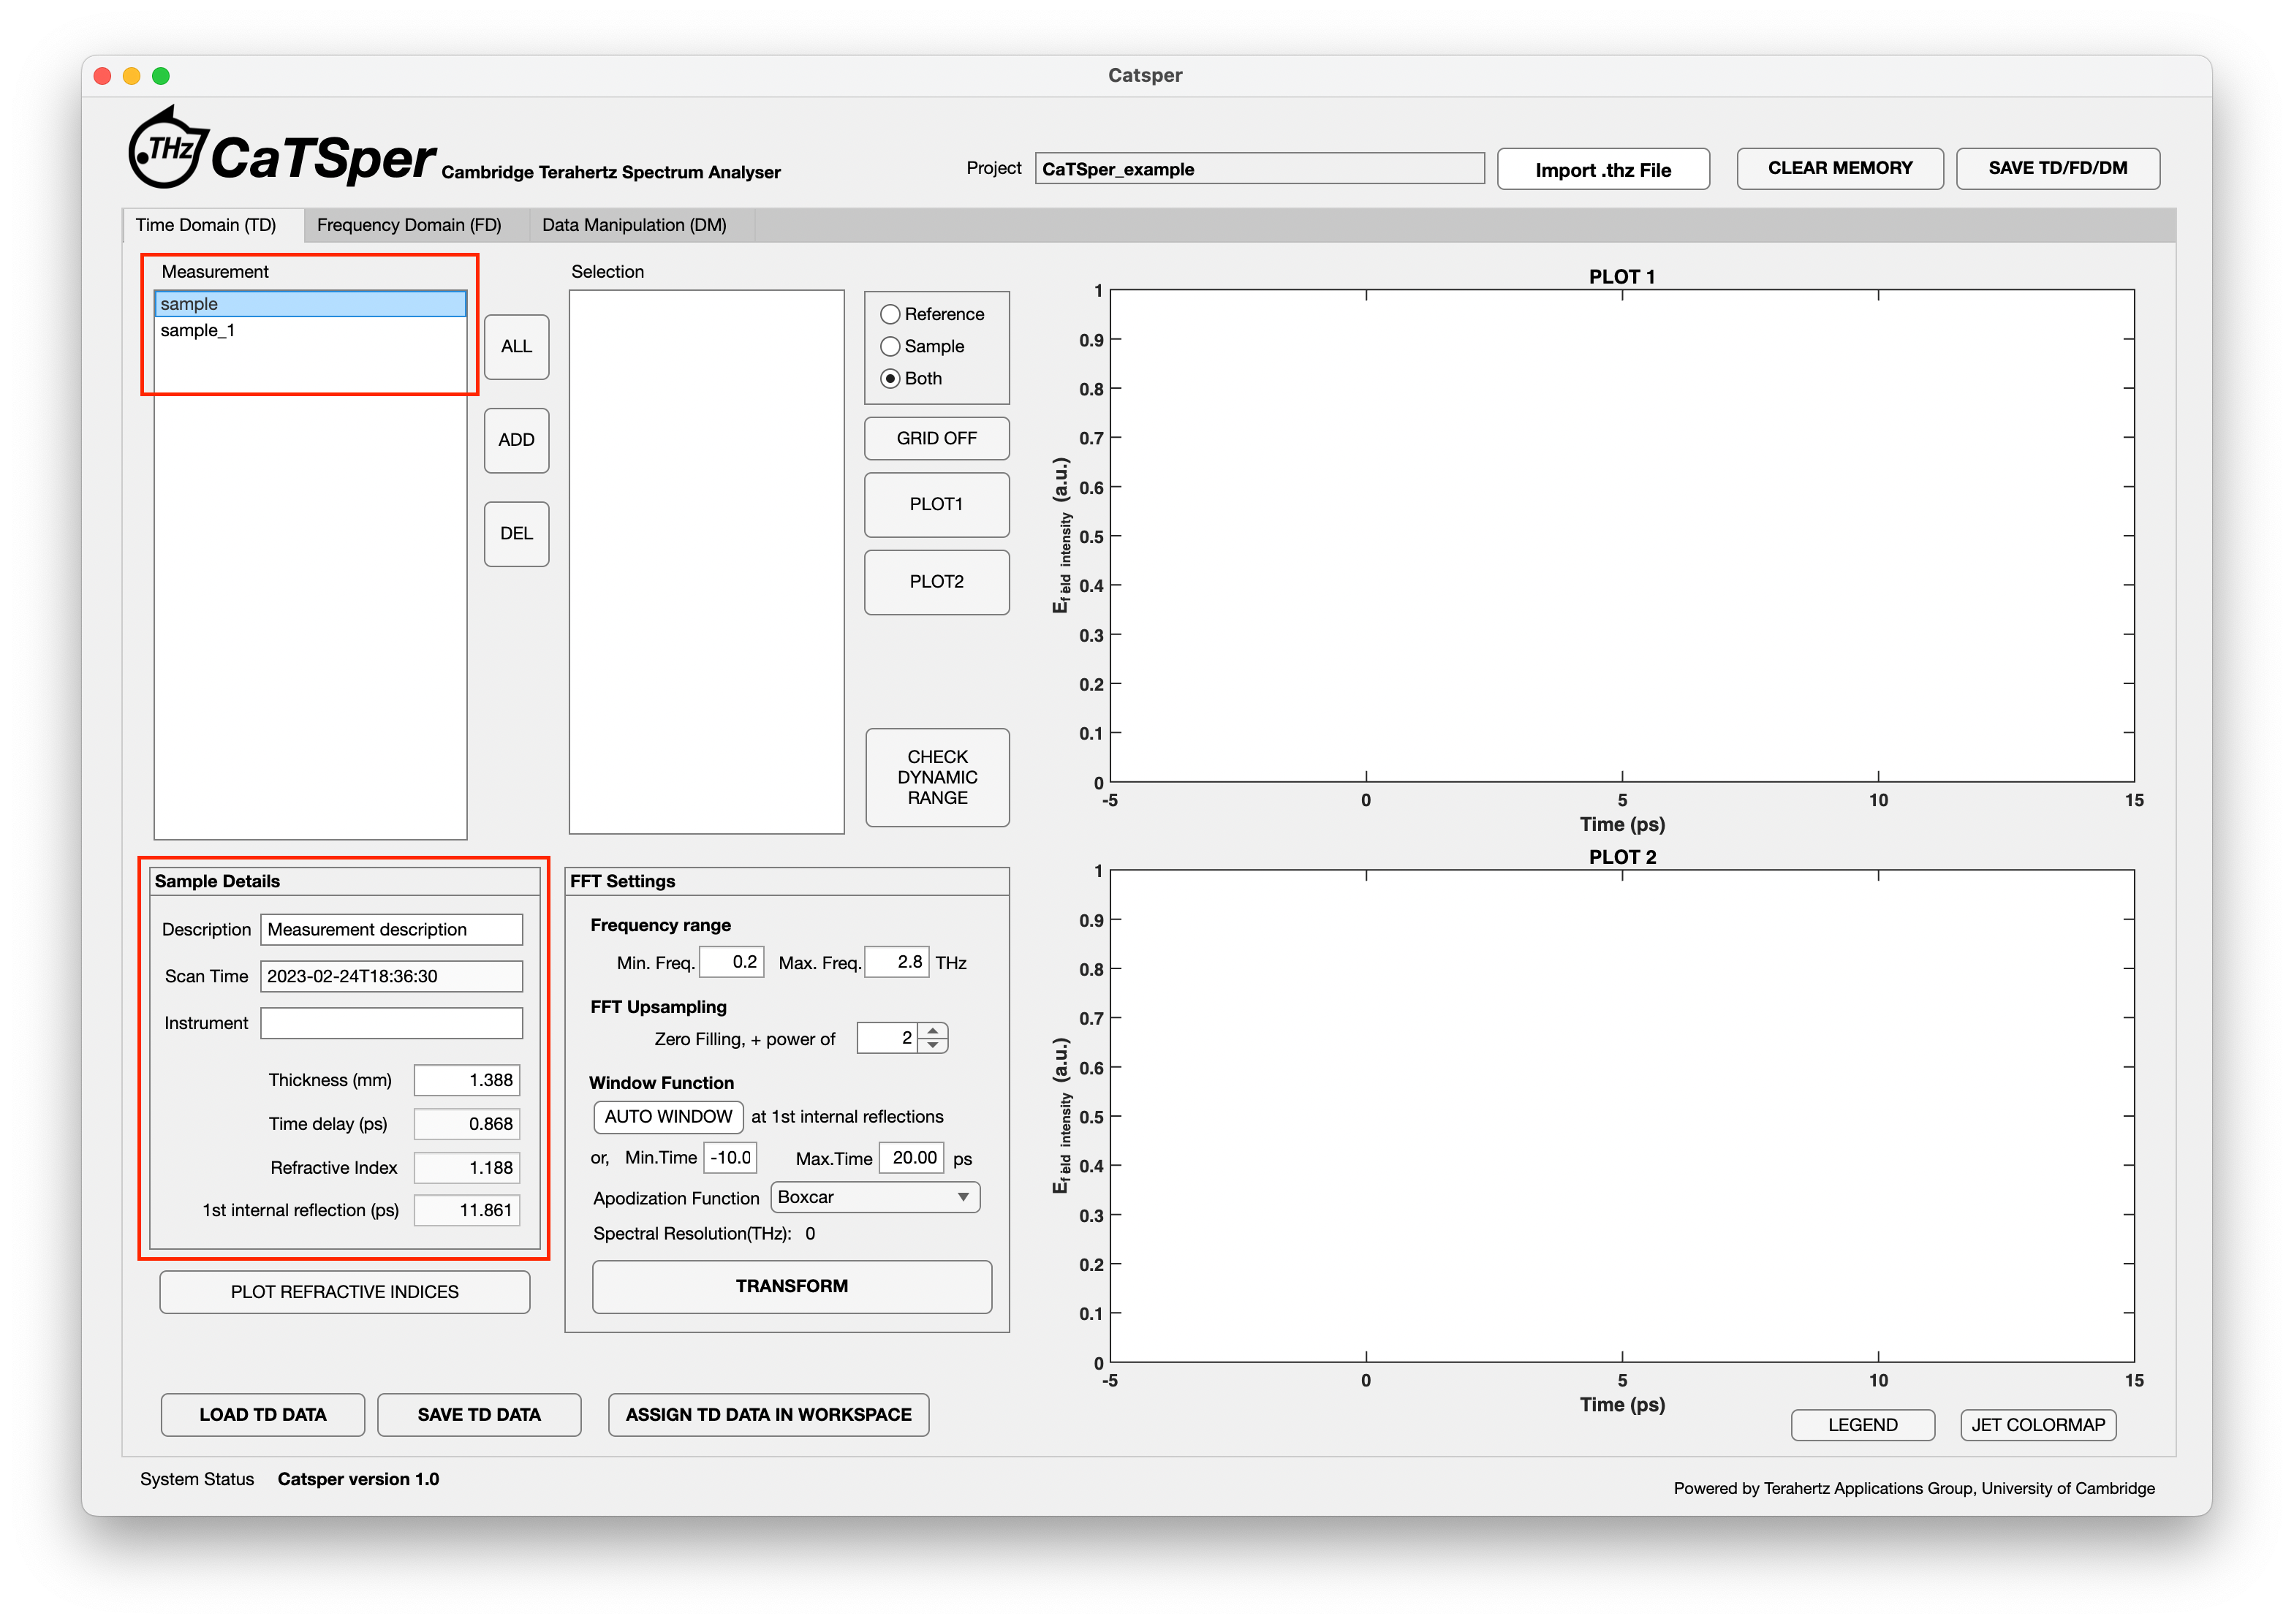 Catsper
THz
CaTSper Cambridge Terahertz Spectrum Analyser
Project CaTSper_example Import .thz File CLEAR MEMORY SAVE TD/FD/DM
Time Domain (TD) Frequency Domain (FD) Data Manipulation (DM)
Measurement
sample
sample_1
ALL
ADD
DEL
Selection
Reference
Sample
Both
GRID OFF
PLOT1
PLOT2
CHECK
DYNAMIC
RANGE
PLOT 1
1
0.9
0.8
0.7
0.6
0.5
0.4
0.3
0.2
0.1
0
Efield intensity (a.u.)
-5 0 5 10 15
Time (ps)
Sample Details
Description Measurement description
Scan Time 2023-02-24T18:36:30
Instrument
Thickness (mm) 1.388
Time delay (ps) 0.868
Refractive Index 1.188
1st internal reflection (ps) 11.861
PLOT REFRACTIVE INDICES
FFT Settings
Frequency range
Min. Freq. 0.2 Max. Freq. 2.8 THz
FFT Upsampling
Zero Filling, + power of 2
Window Function
AUTO WINDOW at 1st internal reflections
or, Min.Time -10.0 Max.Time 20.00 ps
Apodization Function Boxcar
Spectral Resolution(THz): 0
TRANSFORM
PLOT 2
1
0.9
0.8
0.7
0.6
0.5
0.4
0.3
0.2
0.1
0
Efield intensity (a.u.)
-5 0 5 10 15
Time (ps)
LOAD TD DATA SAVE TD DATA ASSIGN TD DATA IN WORKSPACE
LEGEND JET COLORMAP
System Status Catsper version 1.0
Powered by Terahertz Applications Group, University of Cambridge